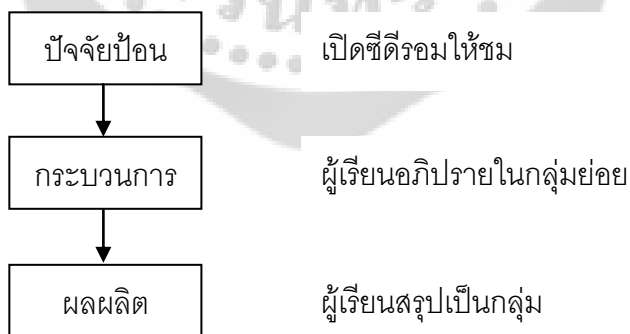 ปัจจัยป้อน เปิดซีดีรอมให้ชม
กระบวนการ ผู้เรียนอภิปรายในกลุ่มย่อย
ผลผลิต ผู้เรียนสรุปเป็นกลุ่ม